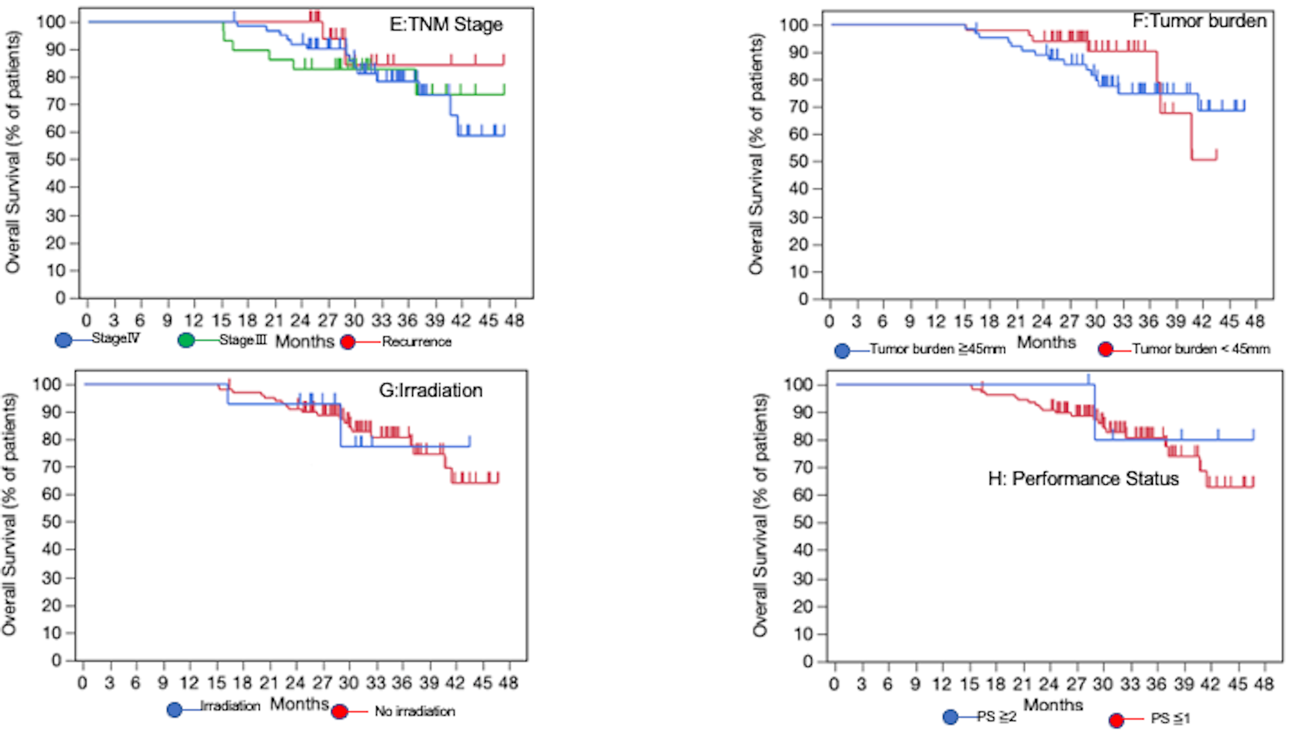 E:TNM Stage
Overall Survival (% of patients)
100
90
80
70
60
50
40
30
20
10
0
0 3 6 9 12 15 18 21 24 27 30 33 36 39 42 45 48
StageⅣ StageⅢ Months Recurrence
F:Tumor burden
Overall Survival (% of patients)
100
90
80
70
60
50
40
30
20
10
0
0 3 6 9 12 15 18 21 24 27 30 33 36 39 42 45 48
Months
Tumor burden ≧45mm Tumor burden < 45mm
G:Irradiation
Overall Survival (% of patients)
100
90
80
70
60
50
40
30
20
10
0
0 3 6 9 12 15 18 21 24 27 30 33 36 39 42 45 48
Irradiation Months No irradiation
H: Performance Status
Overall Survival (% of patients)
100
90
80
70
60
50
40
30
20
10
0
0 3 6 9 12 15 18 21 24 27 30 33 36 39 42 45 48
Months
PS ≧2 PS ≦1